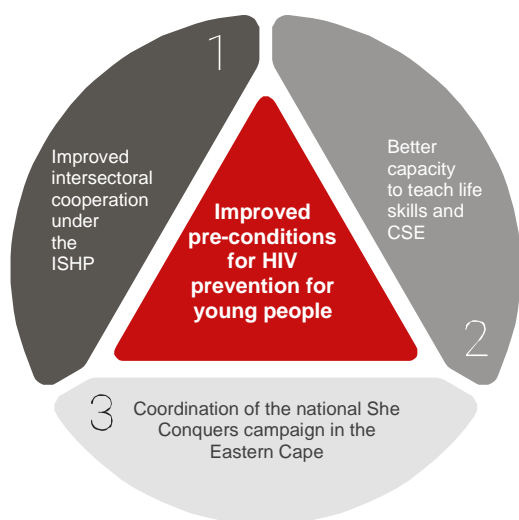 1
Improved
intersectoral
cooperation
under
the
ISHP
Better
capacity
to teach life
skills and
CSE
2
Improved
pre-conditions
for HIV
prevention for
young people
3
Coordination of the national She
Conquers campaign in the
Eastern Cape